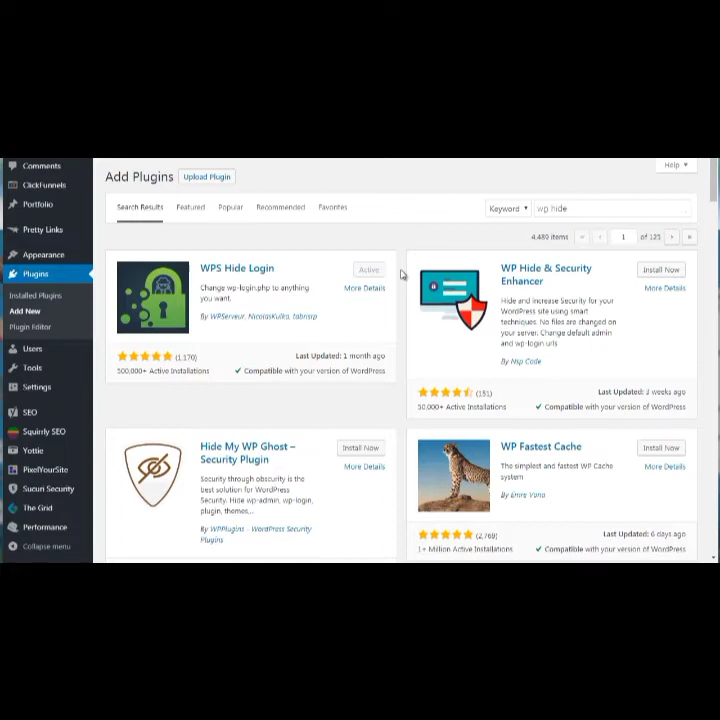 Comments
ClickFunnels
Portfolio
Pretty Links
Appearance
Plugins
Installed Plugins
Add New
Plugin Editor
Users
Tools
Settings
SEO
Squirrly SEO
Yottie
PixelYourSite
Sucuri Security
The Grid
Performance
Collapse menu
Help ▼
Add Plugins Upload Plugin
Search Results Featured Popular Recommended Favorites Keyword ▼ wp hide
4,480 items « ‹ 1 of 125 › »
WPS Hide Login Active
Change wp-login.php to anything More Details
you want.
By WPServeur, NicolasKulka, tabrisrp
(1,170) Last Updated: 1 month ago
500,000+ Active Installations ✔ Compatible with your version of WordPress
WP Hide & Security Install Now
Enhancer More Details
Hide and increase Security for your
WordPress site using smart
techniques. No files are changed on
your server. Change default admin
and wp-login urls
By Nsp Code
(151) Last Updated: 3 weeks ago
50,000+ Active Installations ✔ Compatible with your version of WordPress
Hide My WP Ghost – Install Now
Security Plugin More Details
Security through obscurity is the
best solution for WordPress
Security. Hide wp-admin, wp-login,
plugin, themes...
By WPPlugins - WordPress Security
Plugins
WP Fastest Cache Install Now
The simplest and fastest WP Cache More Details
system
By Emre Vona
(2,769) Last Updated: 6 days ago
1+ Million Active Installations ✔ Compatible with your version of WordPress